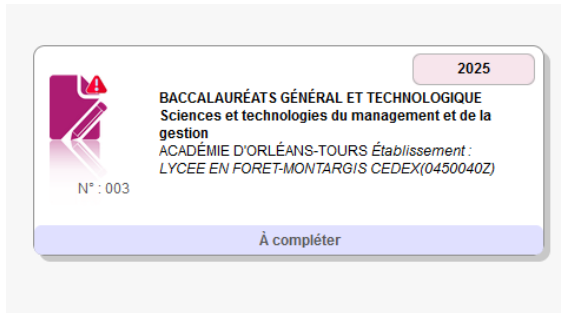 2025
BACCALAURÉATS GÉNÉRAL ET TECHNOLOGIQUE
Sciences et technologies du management et de la
gestion
ACADÉMIE D'ORLÉANS-TOURS Établissement :
LYCEE EN FORET-MONTARGIS CEDEX(0450040Z)
N° : 003
À compléter